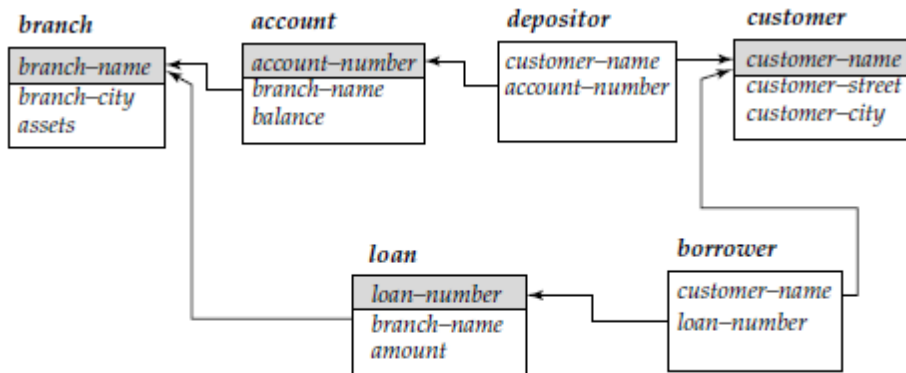 branch
branch–name
branch–city
assets
account
account–number
branch–name
balance
depositor
customer–name
account–number
customer
customer–name
customer–street
customer–city
loan
loan–number
branch–name
amount
borrower
customer–name
loan–number